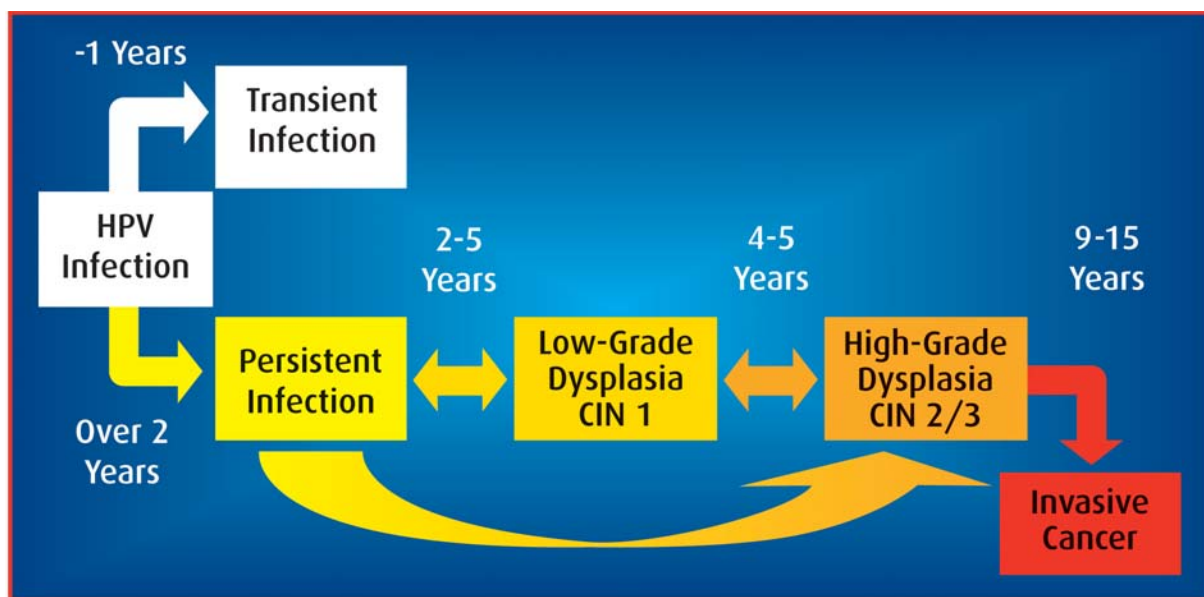 -1 Years
Transient
Infection
HPV
Infection
2-5
Years
4-5
Years
9-15
Years
Persistent
Infection
Low-Grade
Dysplasia
CIN 1
High-Grade
Dysplasia
CIN 2/3
Over 2
Years
Invasive
Cancer